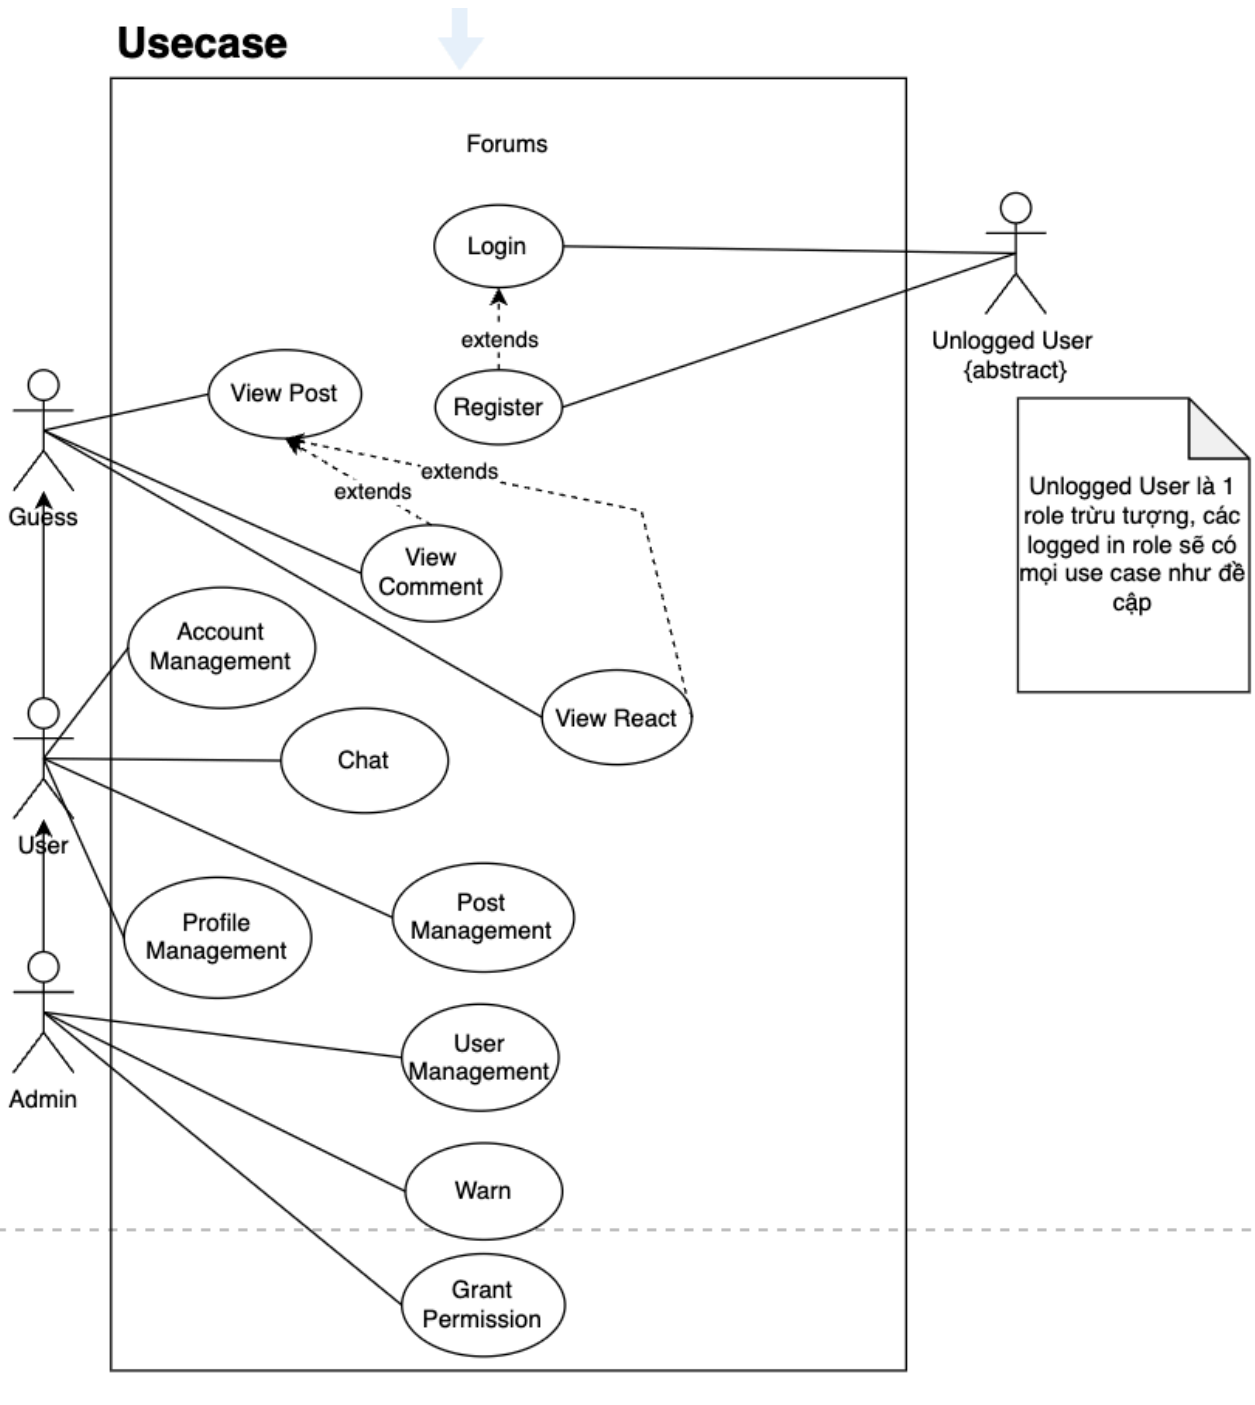 Usecase
Forums
Login
extends
Register
Unlogged User
{abstract}
Unlogged User là 1
role trừu tượng, các
logged in role sẽ có
mọi use case như đề
cập
View Post
extends
extends
Guess
View
Comment
Account
Management
View React
Chat
User
Post
Management
Profile
Management
User
Management
Admin
Warn
Grant
Permission